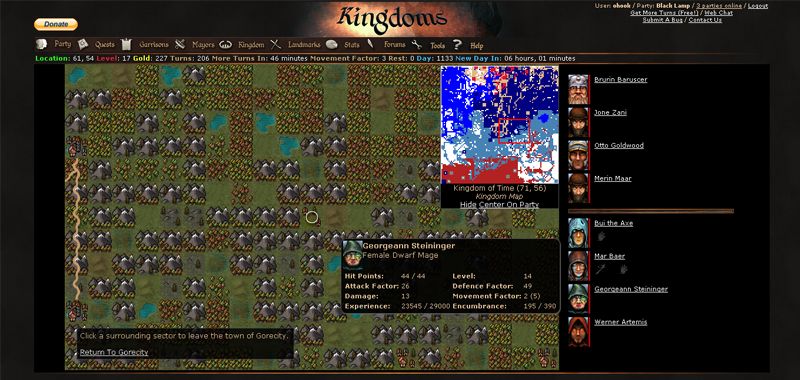 User: ohook / Party: Black Lamp / 3 parties online / Logout
Get More Turns (Free!) / Web Chat
Submit A Bug / Contact Us
Donate
Kingdoms
Party Quests Garrisons Mayors Kingdom Landmarks Stats Forums Tools Help
Location: 61, 54 Level: 17 Gold: 227 Turns: 206 More Turns In: 46 minutes Movement Factor: 3 Rest: 0 Day: 1133 New Day In: 06 hours, 01 minutes
Kingdom of Time (71, 56)
Kingdom Map
Hide Center On Party
Brurin Baruscer
Jone Zani
Otto Goldwood
Merin Maar
Bui the Axe
Mar Baer
Georgeann Steininger
Werner Artemis
Georgeann Steininger
Female Dwarf Mage
Hit Points: 44 / 44 Level: 14
Attack Factor: 26 Defence Factor: 49
Damage: 13 Movement Factor: 2 (5)
Experience: 23545 / 29000 Encumbrance: 195 / 390
Click a surrounding sector to leave the town of Gorecity.
Return To Gorecity